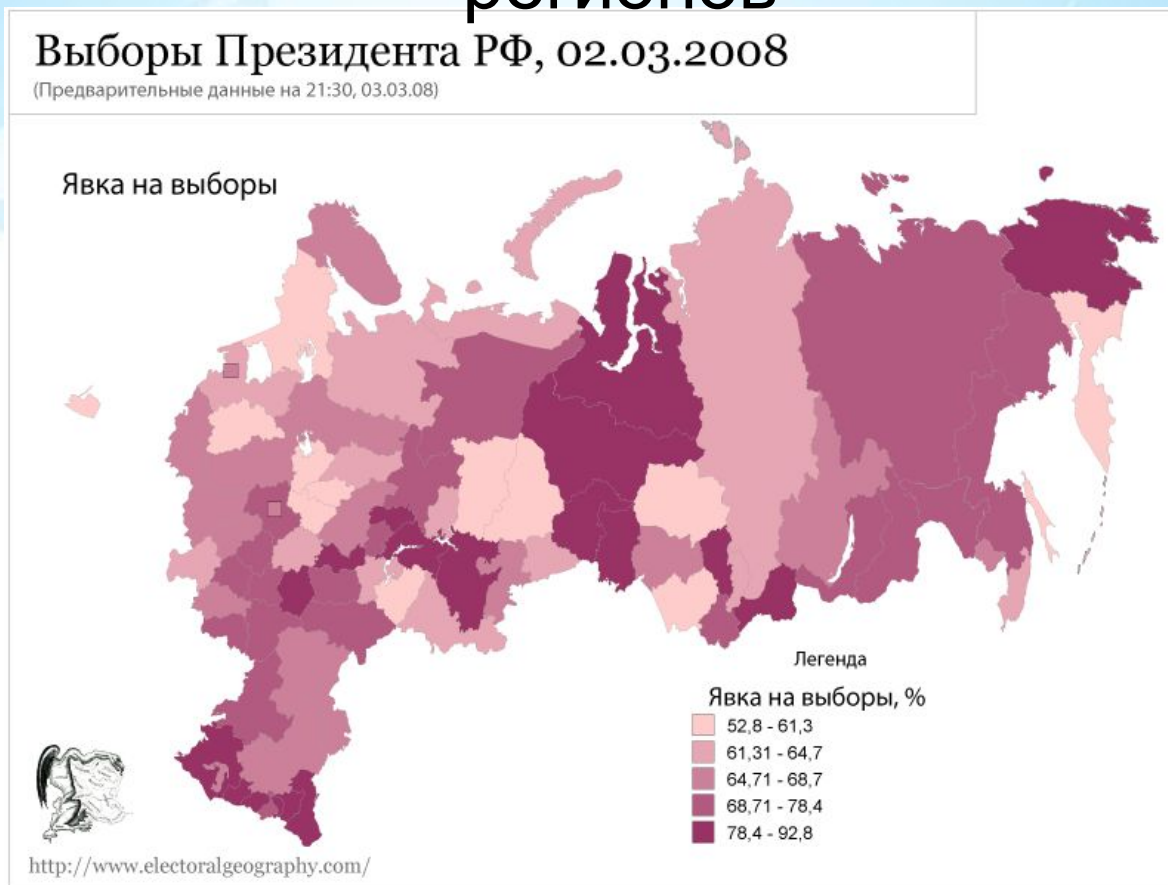 регионов
Выборы Президента РФ, 02.03.2008
(Предварительные данные на 21:30, 03.03.08)
Явка на выборы
Легенда
Явка на выборы, %
52,8 - 61,3
61,31 - 64,7
64,71 - 68,7
68,71 - 78,4
78,4 - 92,8
http://www.electoralgeography.com/